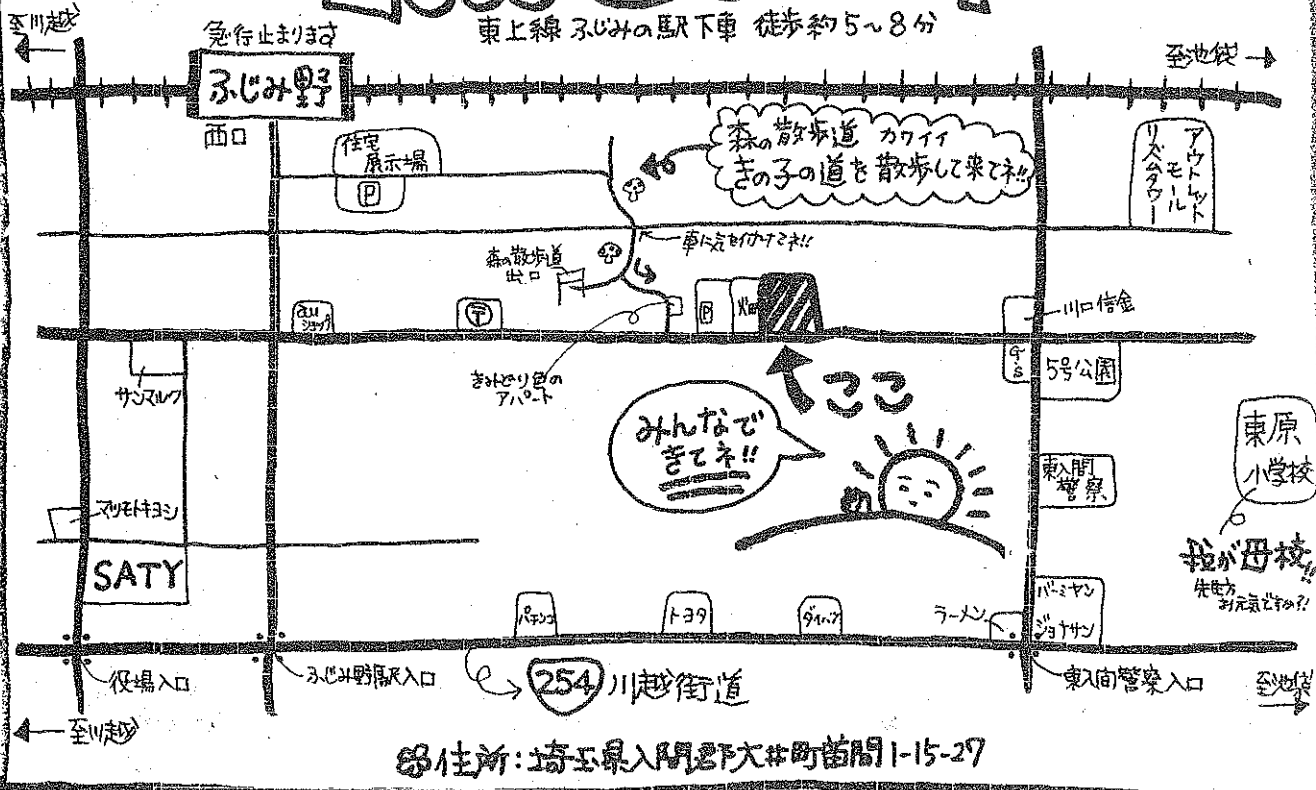 東上線 ふじみの駅下車 徒歩約5~8分
至川越
急行止まります
ふじみ野
西口
至池袋
住宅
展示場
P
森の散歩道 カワイイ
きの子の道を散歩して来てネ!!
アウトレット
モール
リズムタウン
車に気を付けてネ!!
森の散歩道
出口
auショップ
〒
P
畑
川口信金
G・S
5号公園
サンマルク
きみどり色の
アパート
ここ
みんなで
きてネ!!
東原
小学校
東入間
警察
マツモトキヨシ
我が母校!!
先生方
お元気ですか?!
SATY
パチンコ
トヨタ
ダイハツ
ラーメン
バーミヤン
ジョナサン
役場入口
ふじみ野駅入口
254 川越街道
東入間警察入口
至池袋
至川越
住所:埼玉県入間郡大井町苗間1-15-27